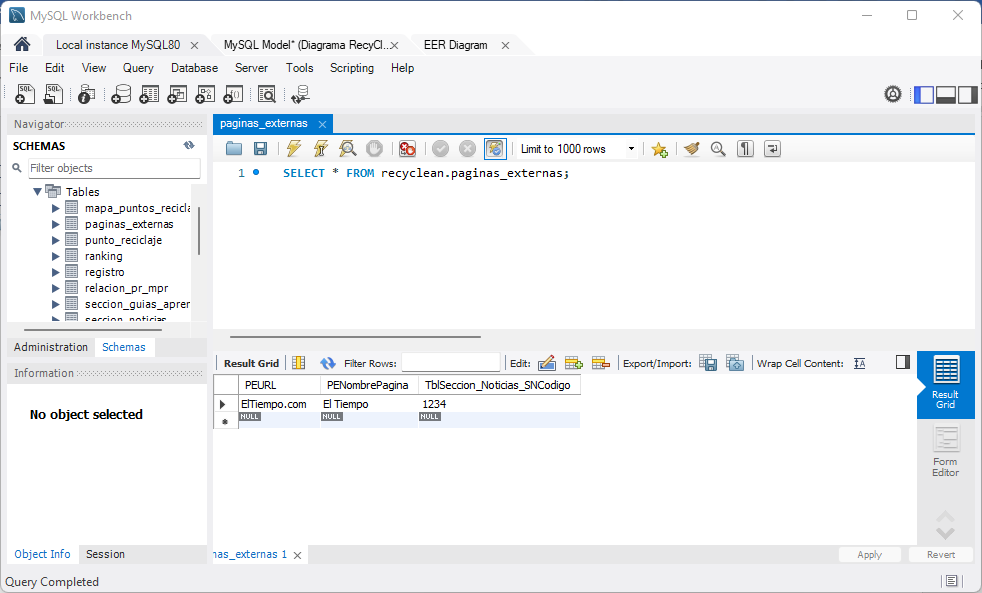 MySQL Workbench
Local instance MySQL80
MySQL Model* (Diagrama RecyCl...
EER Diagram
File Edit View Query Database Server Tools Scripting Help
Navigator
paginas_externas
SCHEMAS
Filter objects
Limit to 1000 rows
1 SELECT * FROM recyclean.paginas_externas;
Tables
mapa_puntos_recicla
paginas_externas
punto_reciclaje
ranking
registro
relacion_pr_mpr
seccion_guias_apren
seccion_noticias
Administration Schemas
Information
No object selected
Result Grid Filter Rows: Edit: Export/Import: Wrap Cell Content:
PEURL PENombrePagina TblSeccion_Noticias_SNCodigo
ElTiempo.com El Tiempo 1234
NULL NULL NULL
Result
Grid
Form
Editor
Object Info Session
nas_externas 1
Apply Revert
Query Completed